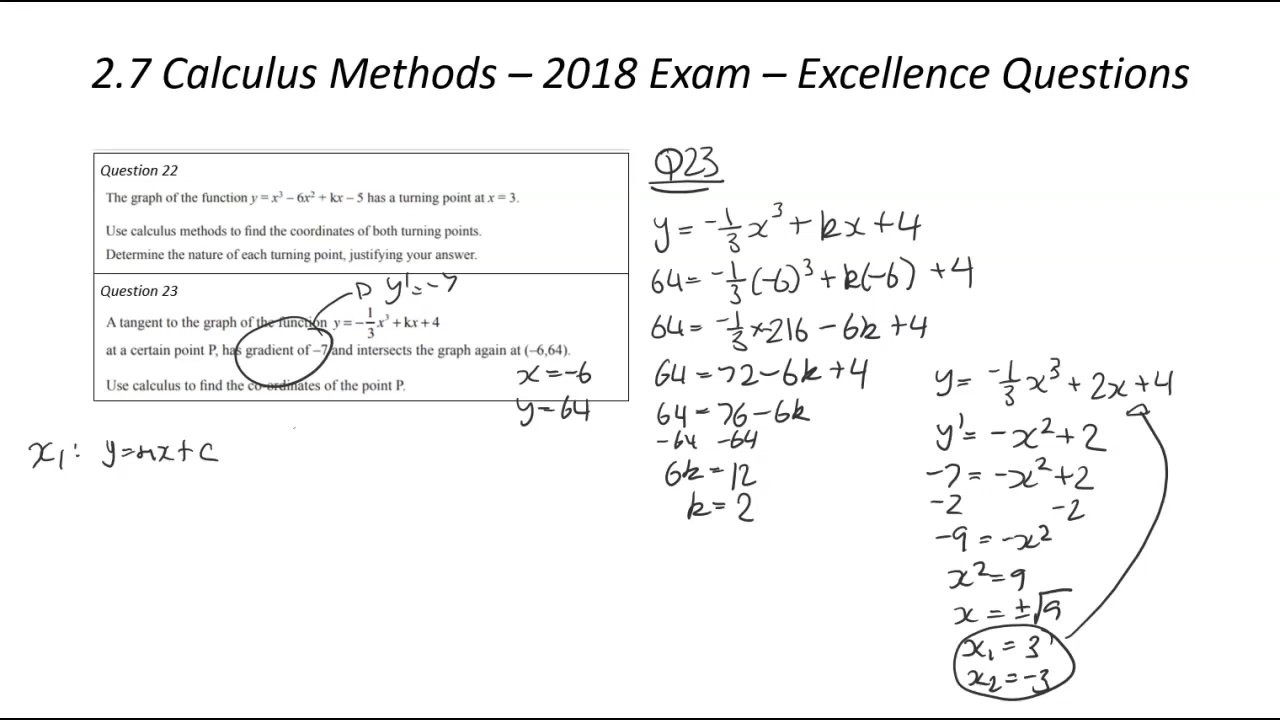 2.7 Calculus Methods – 2018 Exam – Excellence Questions
Question 22
The graph of the function y = x³ – 6x² + kx – 5 has a turning point at x = 3.
Use calculus methods to find the coordinates of both turning points.
Determine the nature of each turning point, justifying your answer.
Question 23
y' = -7
A tangent to the graph of the function y = –1/3x³ + kx + 4
at a certain point P, has gradient of –7 and intersects the graph again at (–6,64).
Use calculus to find the co-ordinates of the point P.
x = -6
y = 64
x₁: y=mx+c
Q23
y = -1/3x³ + kx + 4
64 = -1/3(-6)³ + k(-6) + 4
64 = -1/3 × -216 - 6k + 4
64 = 72 - 6k + 4
64 = 76 - 6k
-64 -64
6k = 12
k = 2
y = -1/3x³ + 2x + 4
y' = -x² + 2
-7 = -x² + 2
-2 -2
-9 = -x²
x² = 9
x = ±√9
x₁ = 3
x₂ = -3